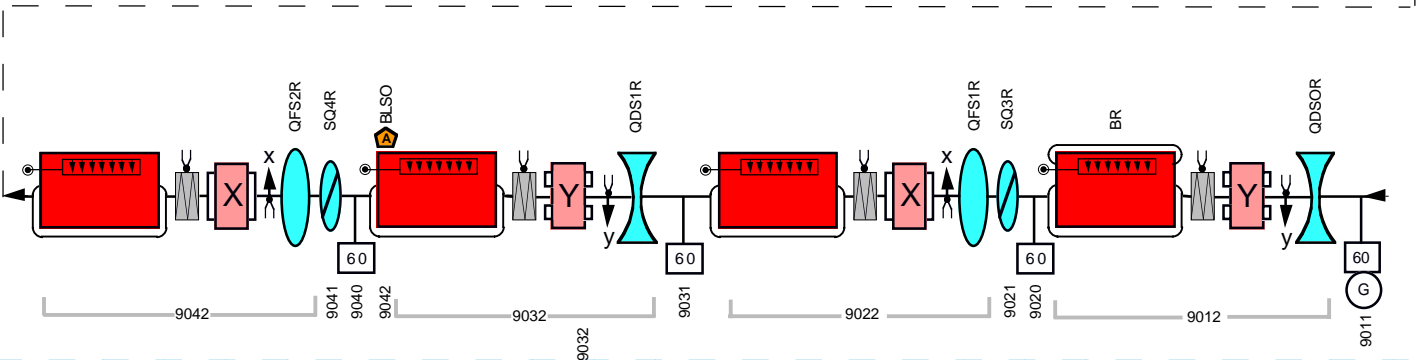 QFS2R
SQ4R
BLSO
QDS1R
QFS1R
SQ3R
BR
QDSOR
A
x
x
X
Y
X
Y
y
y
60
60
60
60
G
9042
9041
9040
9042
9032
9031
9022
9021
9020
9012
9011
9032